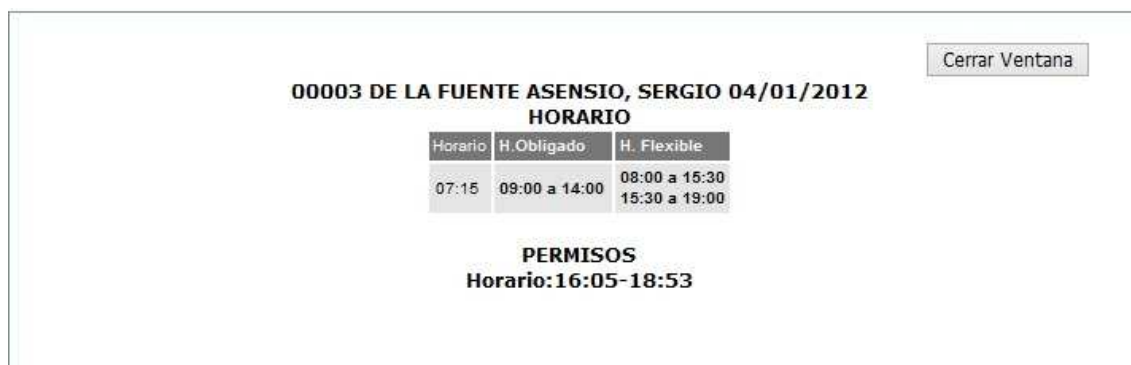 Cerrar Ventana
00003 DE LA FUENTE ASENSIO, SERGIO 04/01/2012
HORARIO
Horario H.Obligado H. Flexible
07:15 09:00 a 14:00 08:00 a 15:30
15:30 a 19:00
PERMISOS
Horario:16:05-18:53